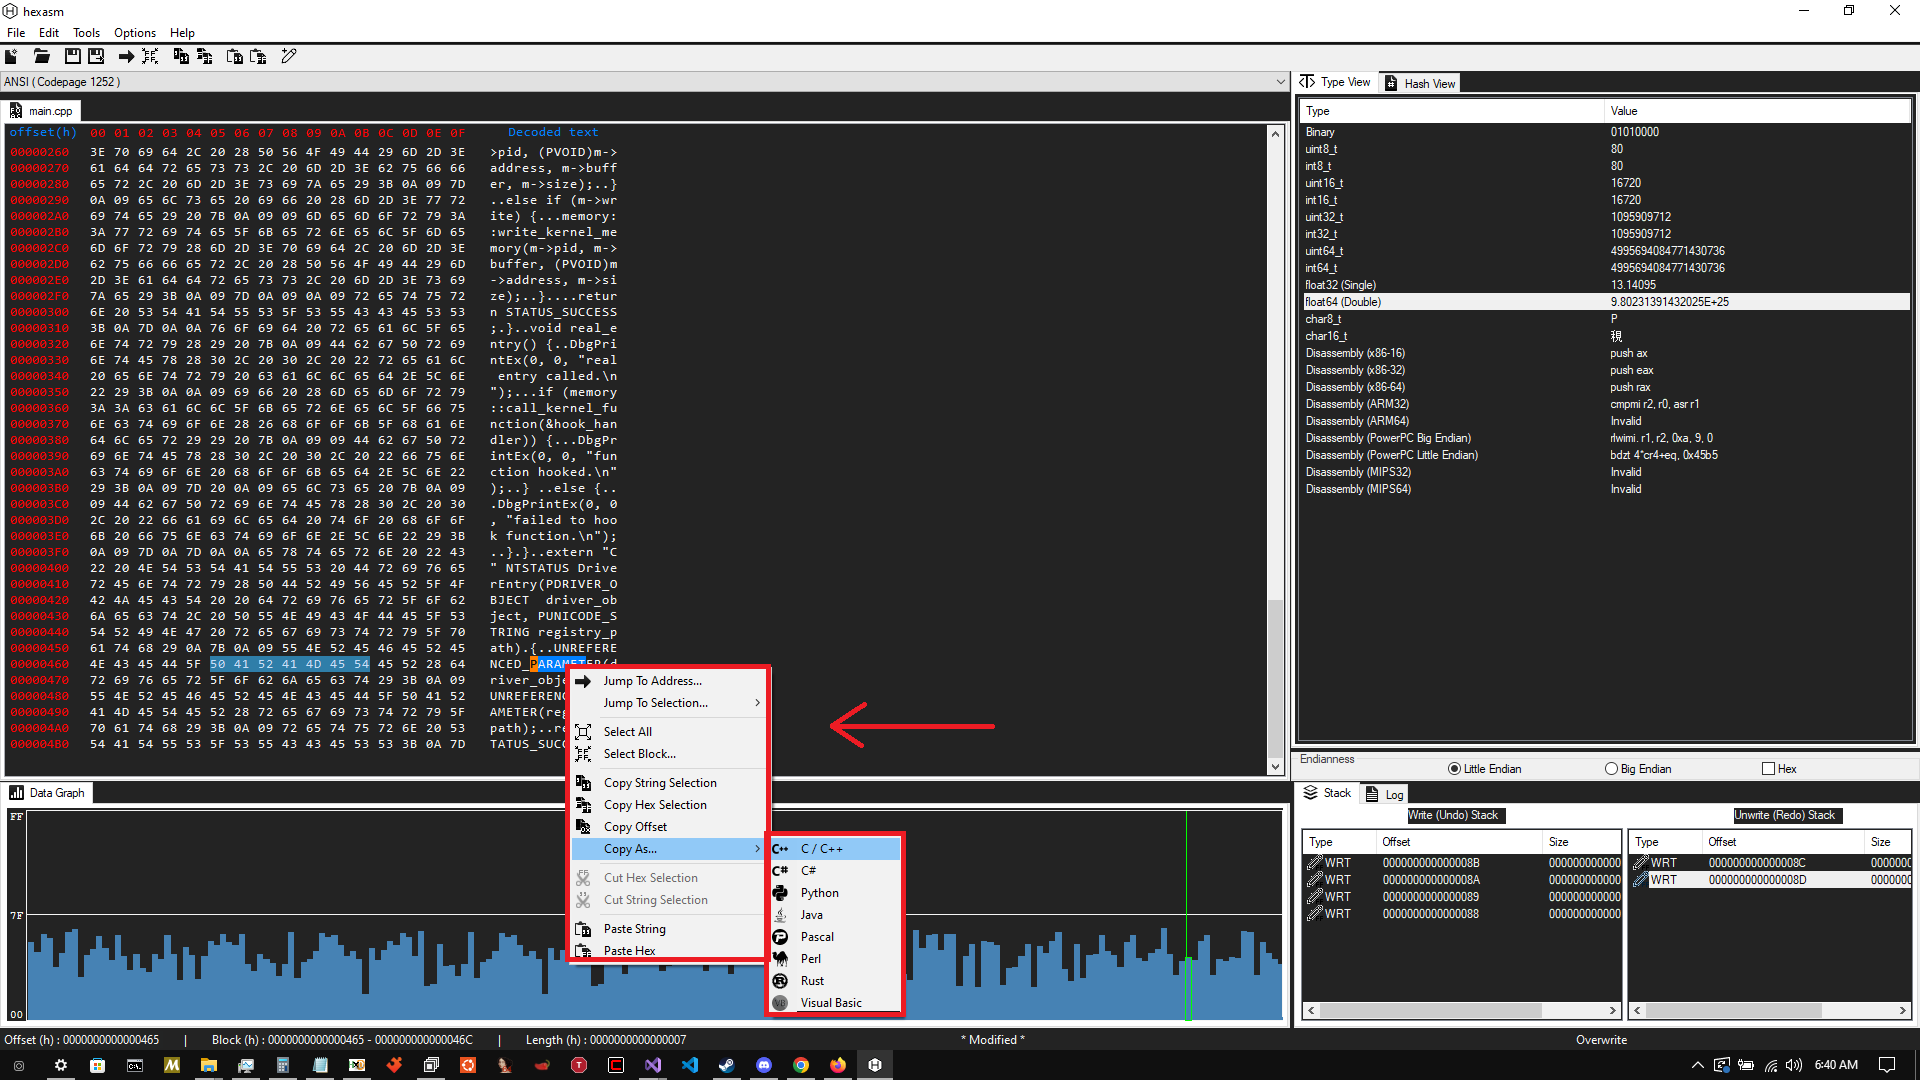 hexasm
File Edit Tools Options Help
ANSI ( Codepage 1252 )
main.cpp
offset(h) 00 01 02 03 04 05 06 07 08 09 0A 0B 0C 0D 0E 0F Decoded text
00000260 3E 70 69 64 2C 20 28 50 56 4F 49 44 29 6D 2D 3E >pid, (PVOID)m->
00000270 61 64 64 72 65 73 73 2C 20 6D 2D 3E 62 75 66 66 address, m->buff
00000280 65 72 2C 20 6D 2D 3E 73 69 7A 65 29 3B 0A 09 7D er, m->size);..}
00000290 0A 09 65 6C 73 65 20 69 66 20 28 6D 2D 3E 77 72 ..else if (m->wr
000002A0 69 74 65 29 20 7B 0A 09 09 6D 65 6D 6F 72 79 3A ite) {...memory:
000002B0 3A 77 72 69 74 65 5F 6B 65 72 6E 65 6C 5F 6D 65 :write_kernel_me
000002C0 6D 6F 72 79 28 6D 2D 3E 70 69 64 2C 20 6D 2D 3E mory(m->pid, m->
000002D0 62 75 66 66 65 72 2C 20 28 50 56 4F 49 44 29 6D buffer, (PVOID)m
000002E0 2D 3E 61 64 64 72 65 73 73 2C 20 6D 2D 3E 73 69 ->address, m->si
000002F0 7A 65 29 3B 0A 09 7D 0A 09 0A 09 72 65 74 75 72 ze);..}....retur
00000300 6E 20 53 54 41 54 55 53 5F 53 55 43 43 45 53 53 n STATUS_SUCCESS
00000310 3B 0A 7D 0A 0A 76 6F 69 64 20 72 65 61 6C 5F 65 ;.}..void real_e
00000320 6E 74 72 79 28 29 20 7B 0A 09 44 62 67 50 72 69 ntry() {..DbgPri
00000330 6E 74 45 78 28 30 2C 20 30 2C 20 22 72 65 61 6C ntEx(0, 0, "real
00000340 20 65 6E 74 72 79 20 63 61 6C 6C 65 64 2E 5C 6E  entry called.\n
00000350 22 29 3B 0A 0A 09 69 66 20 28 6D 65 6D 6F 72 79 ");...if (memory
00000360 3A 3A 63 61 6C 6C 5F 6B 65 72 6E 65 6C 5F 66 75 ::call_kernel_fu
00000370 6E 63 74 69 6F 6E 28 26 68 6F 6F 6B 5F 68 61 6E nction(&hook_han
00000380 64 6C 65 72 29 29 20 7B 0A 09 09 44 62 67 50 72 dler)) {...DbgPr
00000390 69 6E 74 45 78 28 30 2C 20 30 2C 20 22 66 75 6E intEx(0, 0, "fun
000003A0 63 74 69 6F 6E 20 68 6F 6F 6B 65 64 2E 5C 6E 22 ction hooked.\n"
000003B0 29 3B 0A 09 7D 20 0A 09 65 6C 73 65 20 7B 0A 09 );..} ..else {..
000003C0 09 44 62 67 50 72 69 6E 74 45 78 28 30 2C 20 30 .DbgPrintEx(0, 0
000003D0 2C 20 22 66 61 69 6C 65 64 20 74 6F 20 68 6F 6F , "failed to hoo
000003E0 6B 20 66 75 6E 63 74 69 6F 6E 2E 5C 6E 22 29 3B k function.\n");
000003F0 0A 09 7D 0A 7D 0A 0A 65 78 74 65 72 6E 20 22 43 ..}.}..extern "C
00000400 22 20 4E 54 53 54 41 54 55 53 20 44 72 69 76 65 " NTSTATUS Drive
00000410 72 45 6E 74 72 79 28 50 44 52 49 56 45 52 5F 4F rEntry(PDRIVER_O
00000420 42 4A 45 43 54 20 20 64 72 69 76 65 72 5F 6F 62 BJECT  driver_ob
00000430 6A 65 63 74 2C 20 50 55 4E 49 43 4F 44 45 5F 53 ject, PUNICODE_S
00000440 54 52 49 4E 47 20 72 65 67 69 73 74 72 79 5F 70 TRING registry_p
00000450 61 74 68 29 0A 7B 0A 09 55 4E 52 45 46 45 52 45 ath).{..UNREFERE
00000460 4E 43 45 44 5F 50 41 52 41 4D 45 54 45 52 28 64 NCED_PARAMETER(d
00000470 72 69 76 65 72 5F 6F 62 6A 65 63 74 29 3B 0A 09 river_obje
00000480 55 4E 52 45 46 45 52 45 4E 43 45 44 5F 50 41 52 UNREFEREN
00000490 41 4D 45 54 45 52 28 72 65 67 69 73 74 72 79 5F AMETER(reg
000004A0 70 61 74 68 29 3B 0A 09 72 65 74 75 72 6E 20 53 path);..re
000004B0 54 41 54 55 53 5F 53 55 43 43 45 53 53 3B 0A 7D TATUS_SUCC
Jump To Address...
Jump To Selection...
Select All
Select Block...
Copy String Selection
Copy Hex Selection
Copy Offset
Copy As...
Cut Hex Selection
Cut String Selection
Paste String
Paste Hex
C / C++
C#
Python
Java
Pascal
Perl
Rust
Visual Basic
Data Graph
FF
7F
00
Type View Hash View
Type Value
Binary 01010000
uint8_t 80
int8_t 80
uint16_t 16720
int16_t 16720
uint32_t 1095909712
int32_t 1095909712
uint64_t 4995694084771430736
int64_t 4995694084771430736
float32 (Single) 13.14095
float64 (Double) 9.80231391432025E+25
char8_t P
char16_t
Disassembly (x86-16) push ax
Disassembly (x86-32) push eax
Disassembly (x86-64) push rax
Disassembly (ARM32) cmpmi r2, r0, asr r1
Disassembly (ARM64) Invalid
Disassembly (PowerPC Big Endian) rlwimi. r1, r2, 0xa, 9, 0
Disassembly (PowerPC Little Endian) bdzt 4*cr4+eq, 0x45b5
Disassembly (MIPS32) Invalid
Disassembly (MIPS64) Invalid
Endianness
Little Endian Big Endian Hex
Stack Log
Write (Undo) Stack
Type Offset Size
WRT 000000000000008B 000000000000
WRT 000000000000008A 000000000000
WRT 0000000000000089 000000000000
WRT 0000000000000088 000000000000
Unwrite (Redo) Stack
Type Offset Size
WRT 000000000000008C 000000
WRT 000000000000008D 000000
Offset (h) : 0000000000000465 | Block (h) : 0000000000000465 - 000000000000046C | Length (h) : 0000000000000007 * Modified * Overwrite
6:40 AM